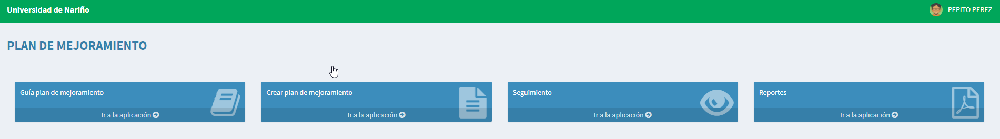 Universidad de Nariño
PEPITO PEREZ
PLAN DE MEJORAMIENTO
Guía plan de mejoramiento
Ir a la aplicación
Crear plan de mejoramiento
Ir a la aplicación
Seguimiento
Ir a la aplicación
Reportes
Ir a la aplicación